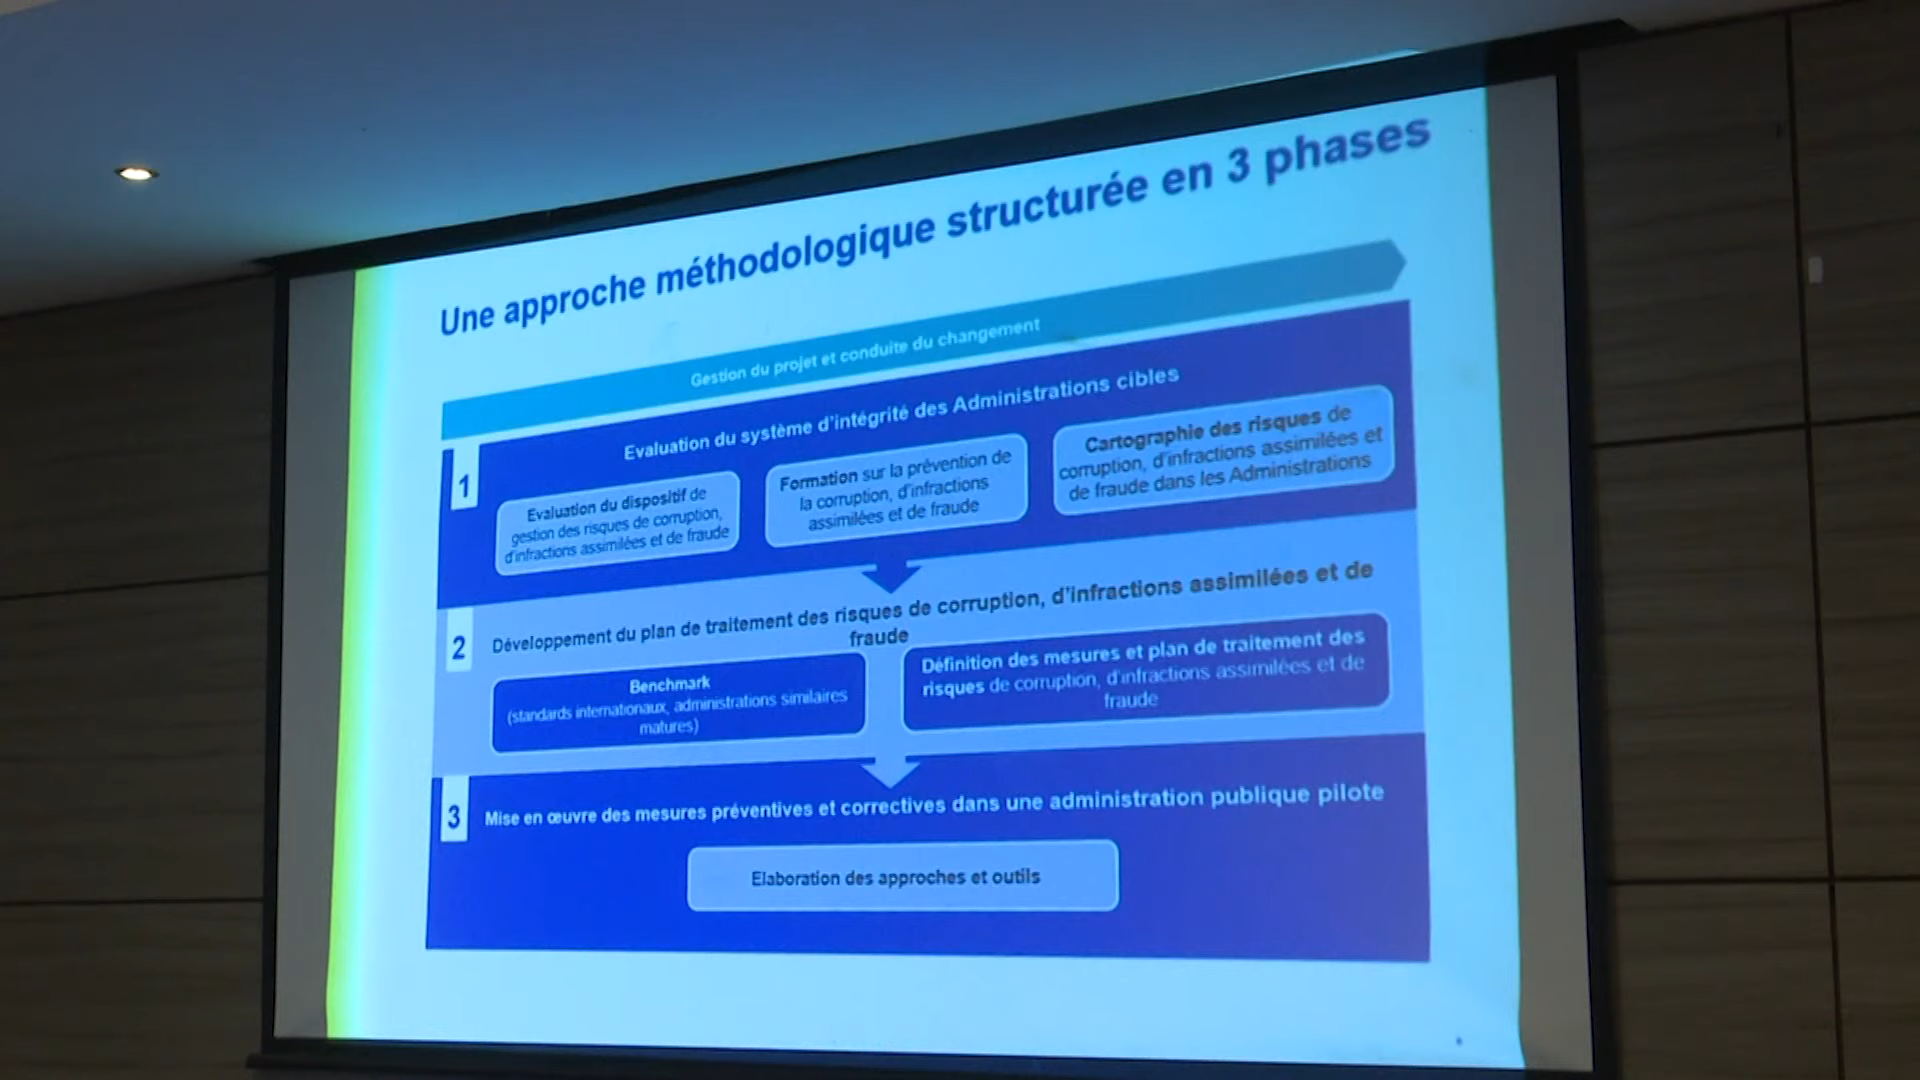 Une approche méthodologique structurée en 3 phases
Gestion du projet et conduite du changement
1
Evaluation du système d'intégrité des Administrations cibles
Evaluation du dispositif de
gestion des risques de corruption,
d'infractions assimilées et de fraude
Formation sur la prévention de
la corruption, d'infractions
assimilées et de fraude
Cartographie des risques de
corruption, d'infractions assimilées et
de fraude dans les Administrations
2
Développement du plan de traitement des risques de corruption, d'infractions assimilées et de
fraude
Benchmark
(standards internationaux, administrations similaires
matures)
Définition des mesures et plan de traitement des
risques de corruption, d'infractions assimilées et de
fraude
3
Mise en œuvre des mesures préventives et correctives dans une administration publique pilote
Elaboration des approches et outils